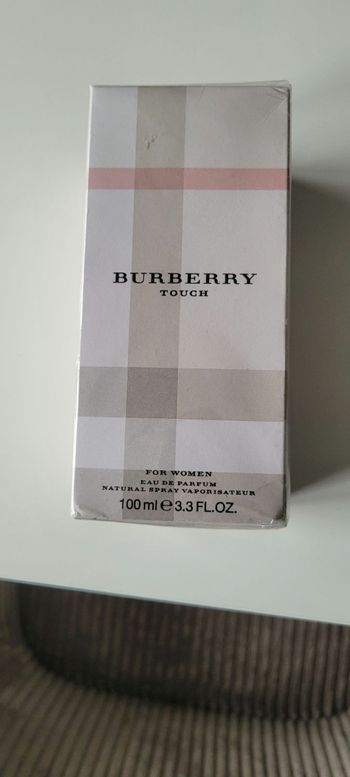 BURBERRY
TOUCH
FOR WOMEN
EAU DE PARFUM
NATURAL SPRAY VAPORISATEUR
100 ml ℮ 3.3 FL.OZ.